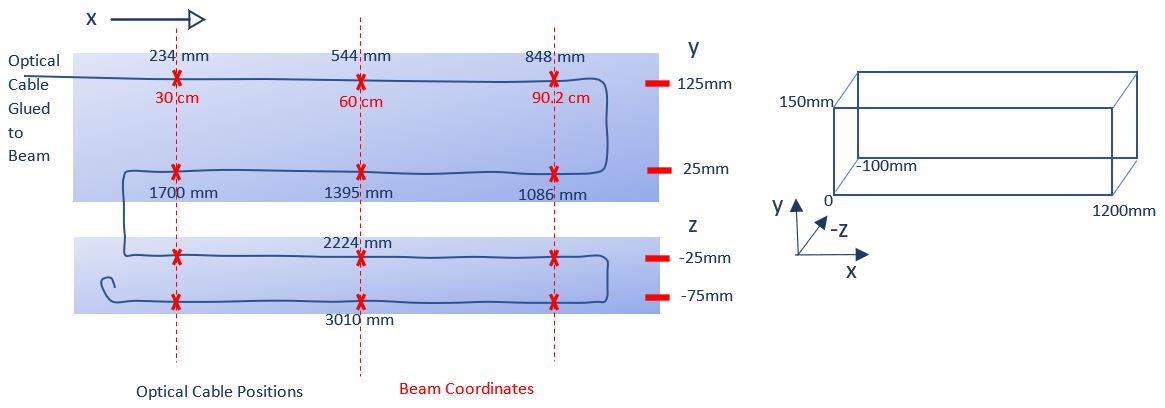 x
234 mm
544 mm
848 mm
y
Optical
Cable
Glued
to
Beam
30 cm
60 cm
90.2 cm
125mm
25mm
1700 mm
1395 mm
1086 mm
z
2224 mm
-25mm
-75mm
3010 mm
Optical Cable Positions
Beam Coordinates
150mm
-100mm
0
1200mm
y
-z
x